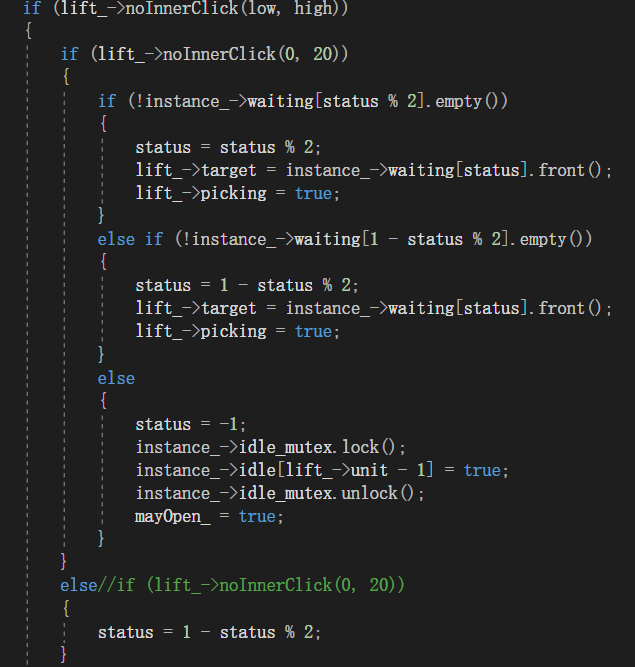 if (lift_->noInnerClick(low, high))
{
if (lift_->noInnerClick(0, 20))
{
if (!instance_->waiting[status % 2].empty())
{
status = status % 2;
lift_->target = instance_->waiting[status].front();
lift_->picking = true;
}
else if (!instance_->waiting[1 - status % 2].empty())
{
status = 1 - status % 2;
lift_->target = instance_->waiting[status].front();
lift_->picking = true;
}
else
{
status = -1;
instance_->idle_mutex.lock();
instance_->idle[lift_->unit - 1] = true;
instance_->idle_mutex.unlock();
mayOpen_ = true;
}
}
else//if (lift_->noInnerClick(0, 20))
{
status = 1 - status % 2;
}